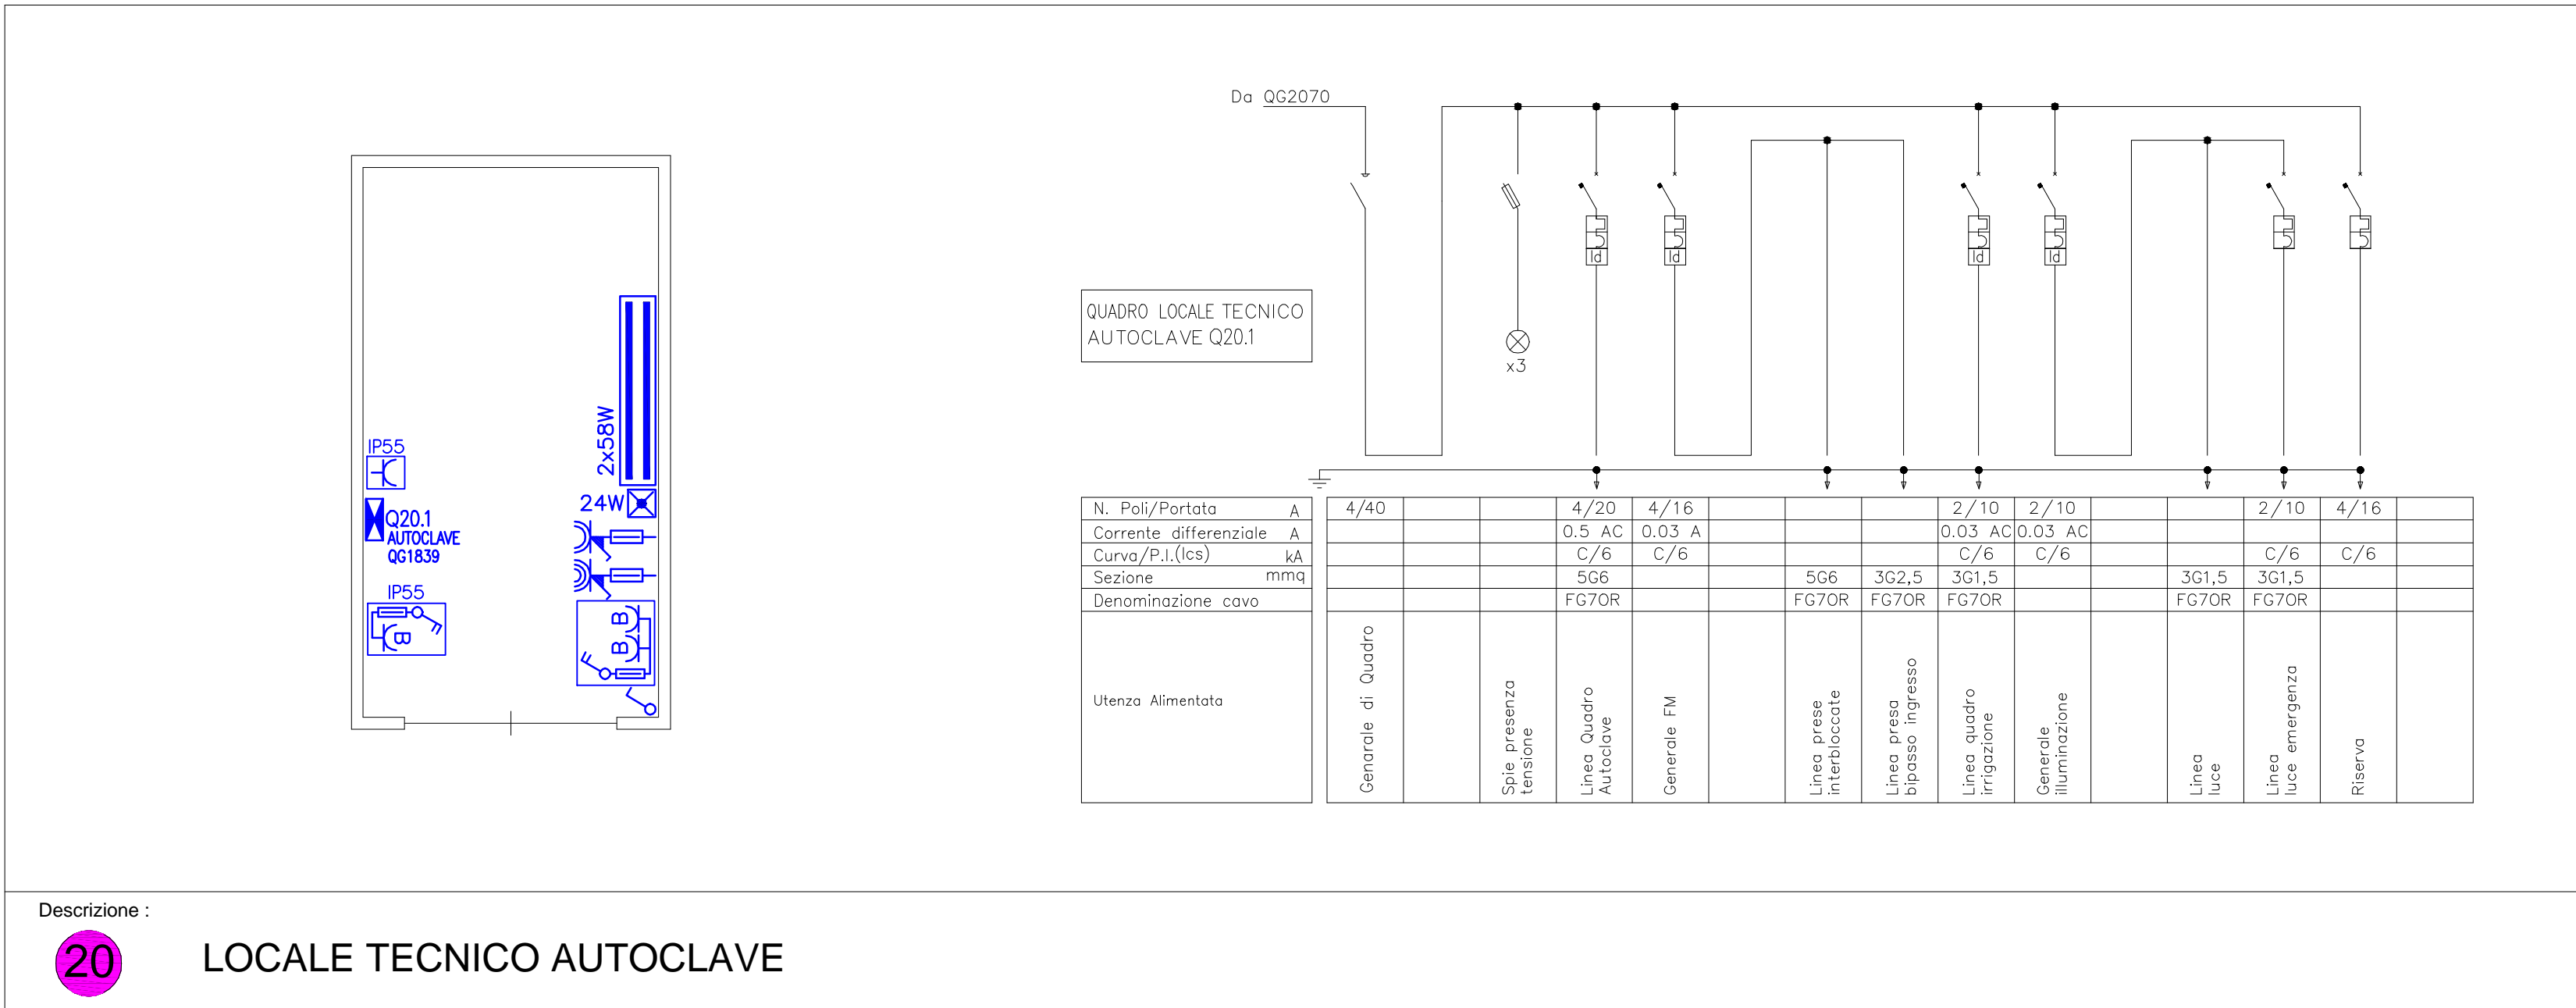 Da QG2070
QUADRO LOCALE TECNICO
AUTOCLAVE Q20.1
x3
Id Id Id Id
IP55
2x58W
24W
Q20.1
AUTOCLAVE
QG1839
IP55
B
B
B B
N. Poli/Portata A 4/40 4/20 4/16 2/10 2/10 2/10 4/16
Corrente differenziale A 0.5 AC 0.03 A 0.03 AC 0.03 AC
Curva/P.I.(Ics) kA C/6 C/6 C/6 C/6 C/6 C/6
Sezione mmq 5G6 5G6 3G2,5 3G1,5 3G1,5 3G1,5
Denominazione cavo FG7OR FG7OR FG7OR FG7OR FG7OR FG7OR
Utenza Alimentata
Genarale di Quadro
Spie presenza
tensione
Linea Quadro
Autoclave
Generale FM
Linea prese
interbloccate
Linea presa
bipasso ingresso
Linea quadro
irrigazione
Generale
illuminazione
Linea
luce
Linea
luce emergenza
Riserva
Descrizione :
20 LOCALE TECNICO AUTOCLAVE